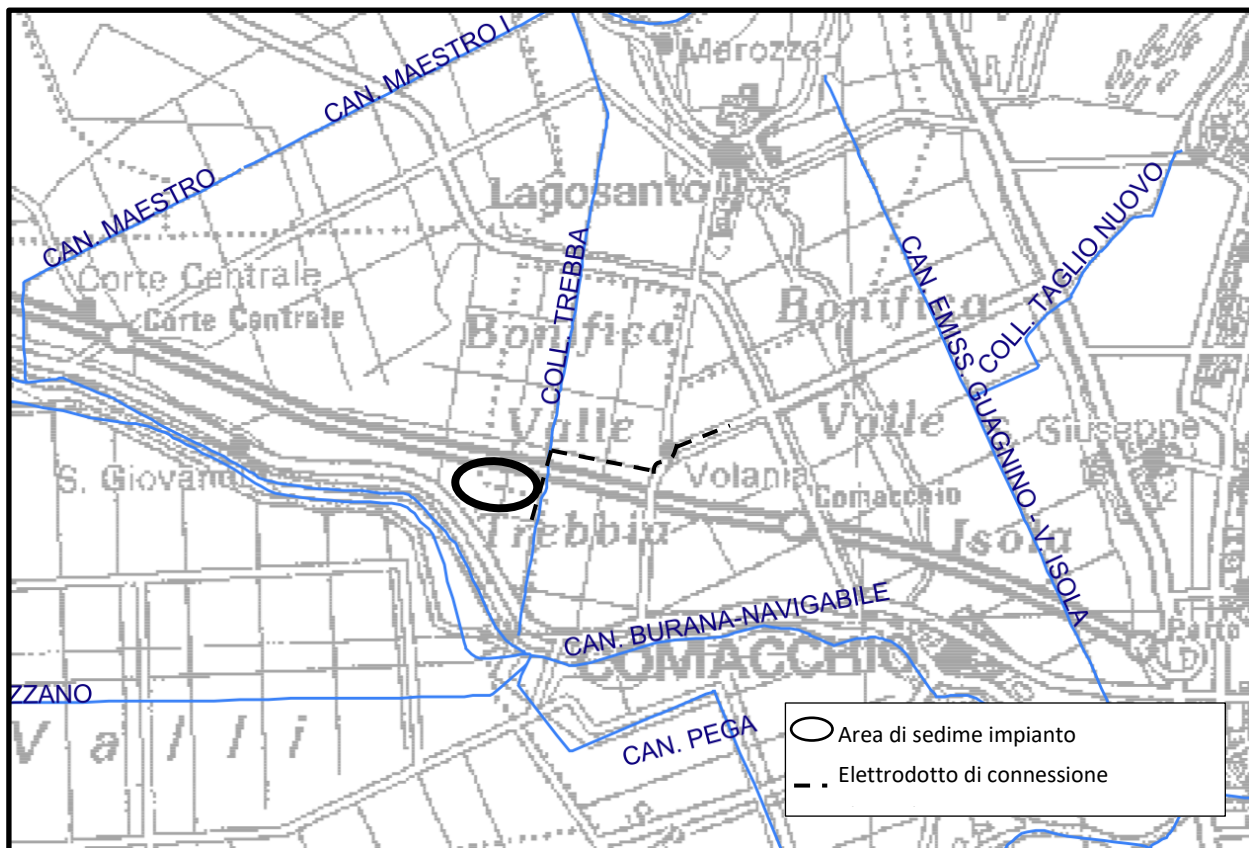 Marozzo
CAN. MAESTRO I
CAN. MAESTRO
Lagosanto
COLL. TREBBA
CAN. EMISS. GUAGNINO - V. ISOLA
COLL. TAGLIO NUOVO
Corte Centrale
Corte Centrale
Bonifica
Bonifica
Valle
Valle
Giuseppe
S. Giovanni
Volania
Comacchio
Trebbia
Isola
CAN. BURANA-NAVIGABILE
COMACCHIO
Porto
ZZANO
Valli
CAN. PEGA
Area di sedime impianto
Elettrodotto di connessione